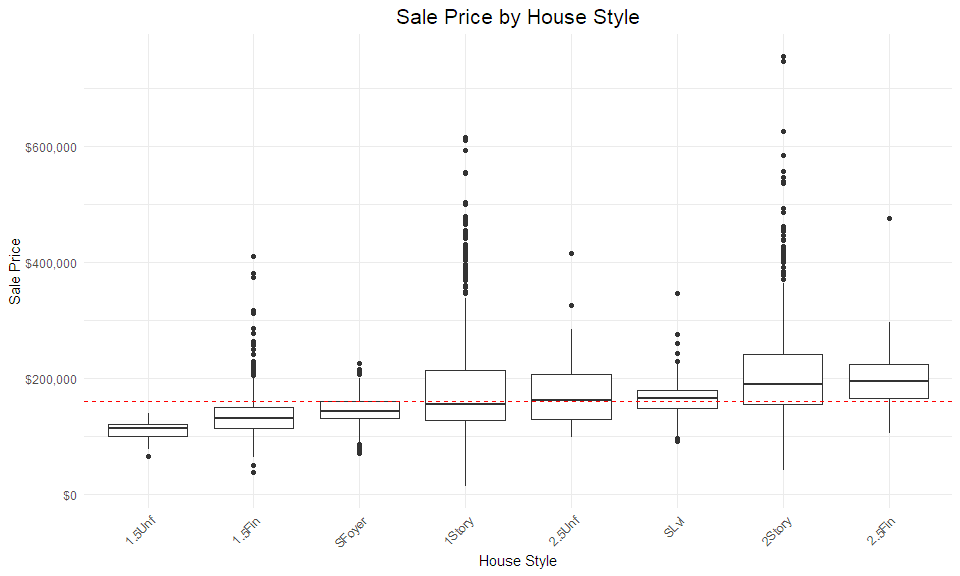 Sale Price by House Style
Sale Price
$600,000
$400,000
$200,000
$0
1.5Unf
1.5Fin
SFoyer
1Story
2.5Unf
SLvl
2Story
2.5Fin
House Style